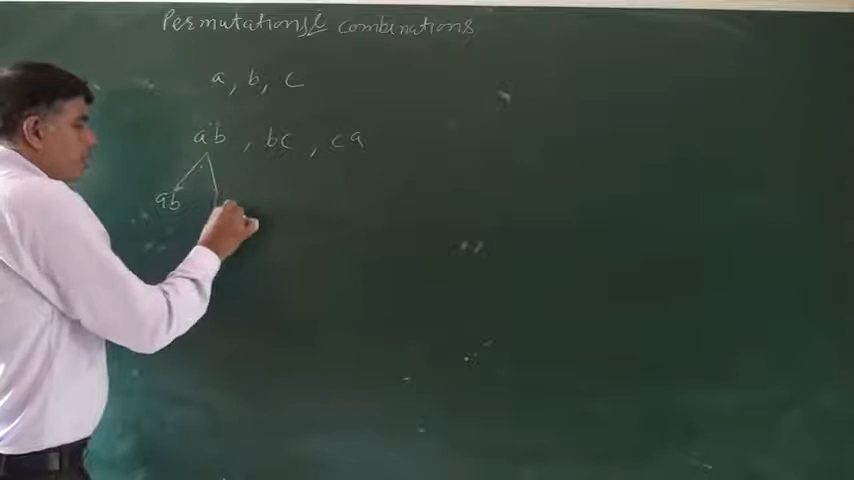 Permutations & Combinations
a, b, c
ab, bc, ca
ab